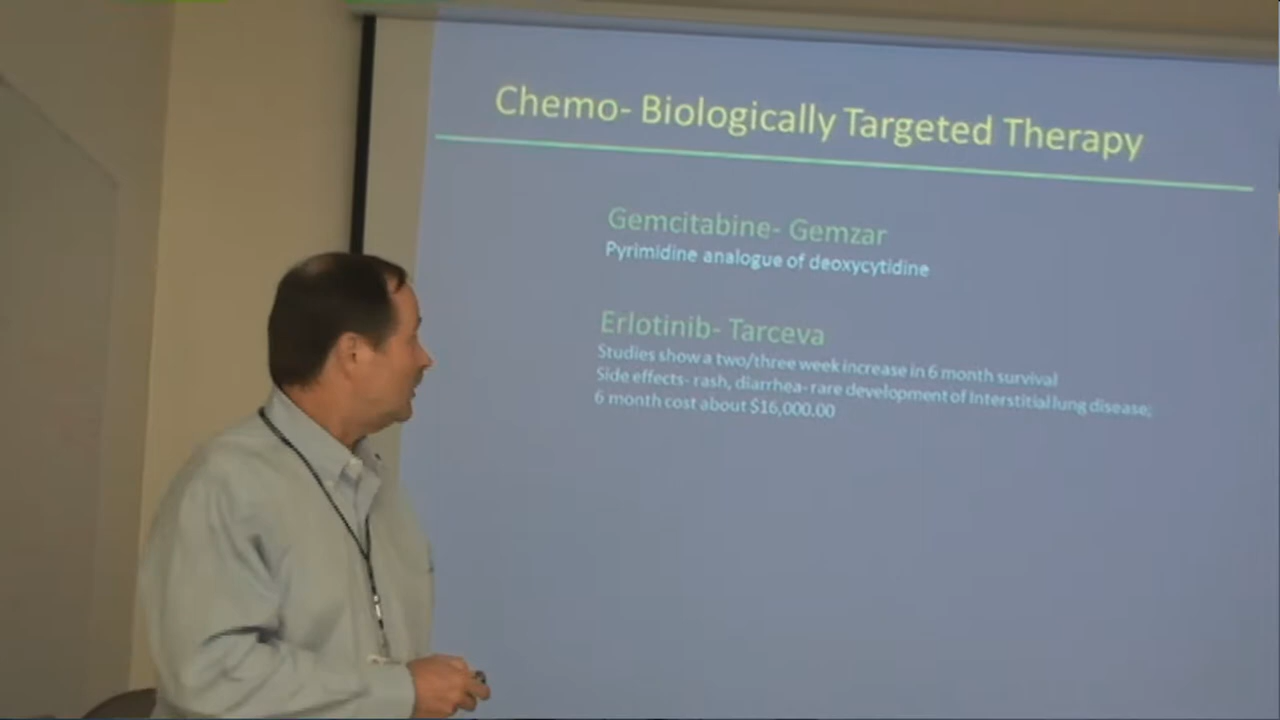 Chemo- Biologically Targeted Therapy
Gemcitabine- Gemzar
Pyrimidine analogue of deoxycytidine
Erlotinib- Tarceva
Studies show a two/three week increase in 6 month survival
Side effects- rash, diarrhea- rare development of Interstitial lung disease;
6 month cost about $16,000.00